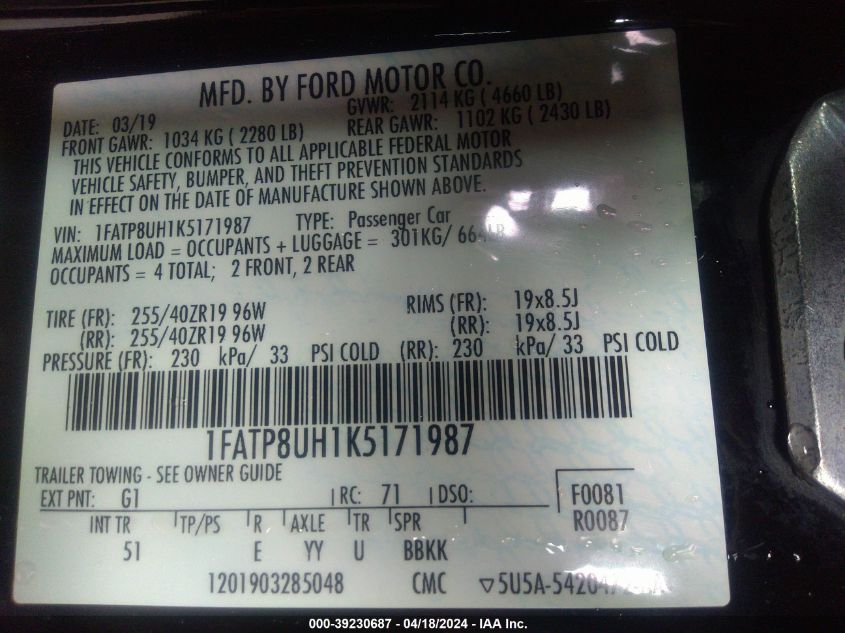 MFD. BY FORD MOTOR CO.
DATE: 03/19 GVWR: 2114 KG ( 4660 LB)
FRONT GAWR: 1034 KG ( 2280 LB) REAR GAWR: 1102 KG ( 2430 LB)
THIS VEHICLE CONFORMS TO ALL APPLICABLE FEDERAL MOTOR
VEHICLE SAFETY, BUMPER, AND THEFT PREVENTION STANDARDS
IN EFFECT ON THE DATE OF MANUFACTURE SHOWN ABOVE.
VIN: 1FATP8UH1K5171987 TYPE: Passenger Car
MAXIMUM LOAD = OCCUPANTS + LUGGAGE = 301KG/ 664LB
OCCUPANTS = 4 TOTAL; 2 FRONT, 2 REAR
TIRE (FR): 255/40ZR19 96W RIMS (FR): 19x8.5J
(RR): 255/40ZR19 96W (RR): 19x8.5J
PRESSURE (FR): 230 kPa/ 33 PSI COLD (RR): 230 kPa/ 33 PSI COLD
1FATP8UH1K5171987
TRAILER TOWING - SEE OWNER GUIDE
EXT PNT: G1 RC: 71 DSO: F0081
INT TR TP/PS R AXLE TR SPR R0087
51 E YY U BBKK
1201903285048 CMC ▽5U5A-54204
000-39230687 - 04/18/2024 - IAA Inc.